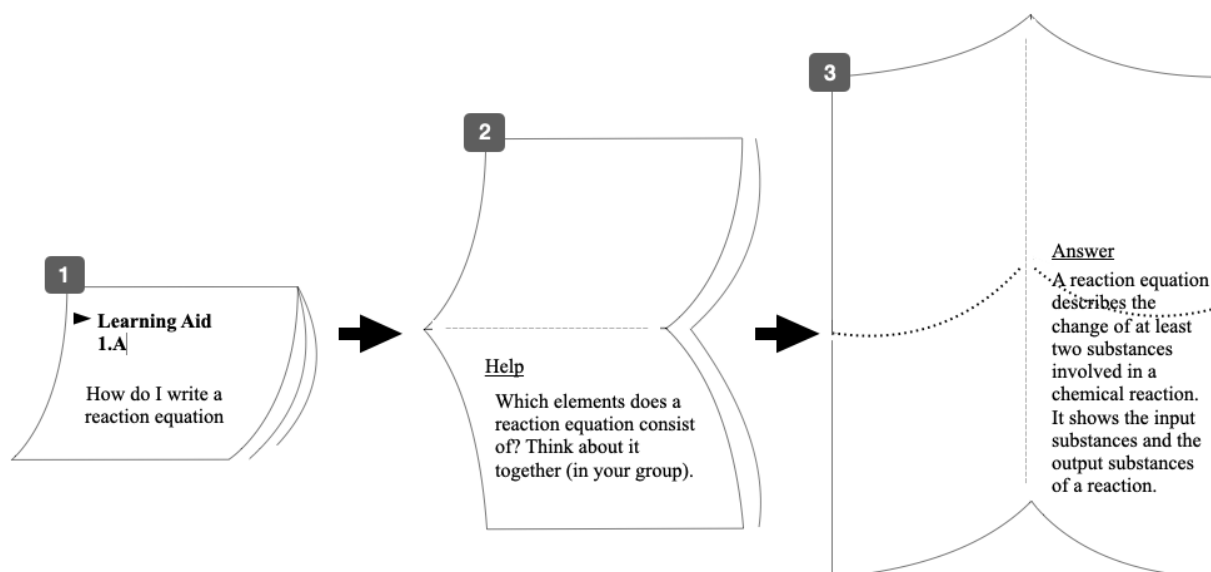 1
Learning Aid
1.A
How do I write a
reaction equation
2
Help
Which elements does a
reaction equation consist
of? Think about it
together (in your group).
3
Answer
A reaction equation
describes the
change of at least
two substances
involved in a
chemical reaction.
It shows the input
substances and the
output substances
of a reaction.